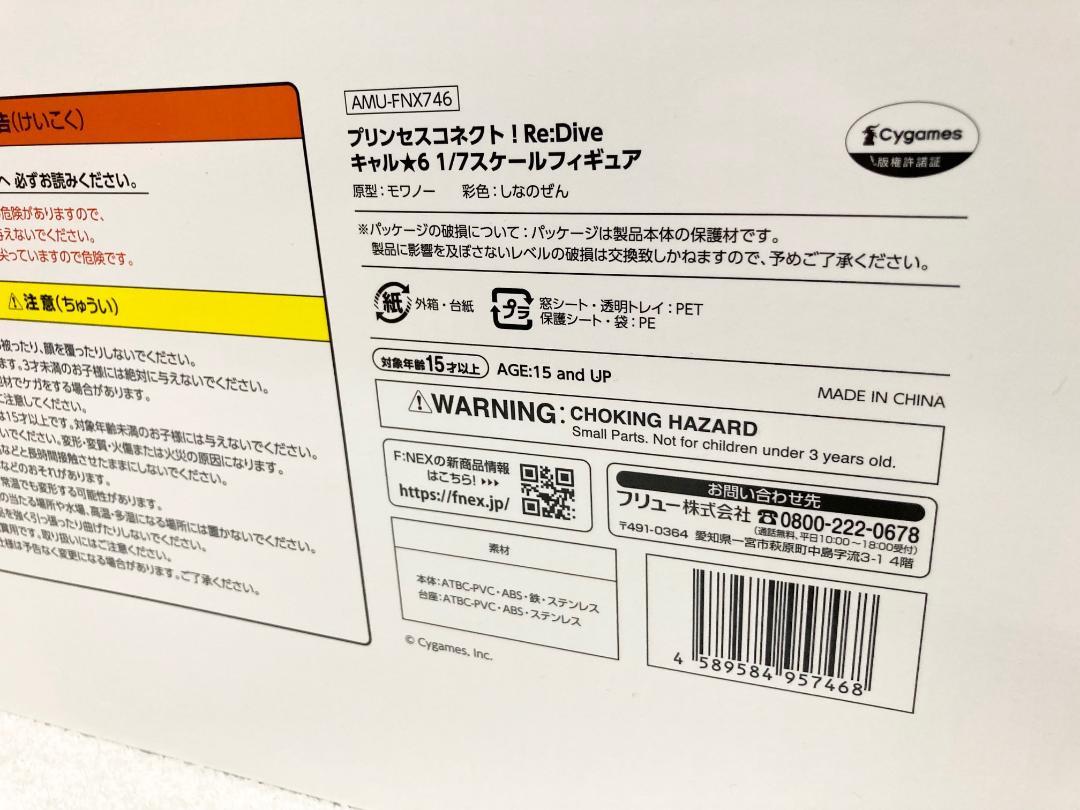 告(けいこく)
へ 必ずお読みください。
危険がありますので、
与えないでください。
尖っていますので危険です。
⚠注意(ちゅうい)
被ったり、顔を覆ったりしないでください。
ます。3才未満のお子様には絶対に与えないでください。
材でケガをする場合があります。
に注意してください。
は15才以上です。対象年齢未満のお子様には与えないでください。
いでください。変形・変質・火傷または火災の原因になります。
などと長時間接触させたままにしないでください。
などのおそれがあります。
常温でも変形する可能性があります。
の当たる場所や水場、高温・多湿になる場所には置かないでください。
品を強く引っ張ったり曲げたりしないでください。
賞用です。取り扱いにはご注意ください。
仕様は予告なく変更になる場合があります。ご了承ください。
AMU-FNX746
プリンセスコネクト!Re:Dive
キャル★6 1/7スケールフィギュア
原型:モワノー 彩色:しなのぜん
Cygames
版権許諾証
※パッケージの破損について:パッケージは製品本体の保護材です。
製品に影響を及ぼさないレベルの破損は交換致しかねますので、予めご了承ください。
紙 外箱・台紙
プラ 窓シート・透明トレイ:PET
保護シート・袋:PE
対象年齢15才以上 AGE:15 and UP
MADE IN CHINA
⚠WARNING: CHOKING HAZARD
Small Parts. Not for children under 3 years old.
F:NEXの新商品情報
はこちら!▸▸▸
https://fnex.jp/
お問い合わせ先
フリュー株式会社 ☎0800-222-0678
(通話無料、平日10:00~18:00受付)
〒491-0364 愛知県一宮市萩原町中島字流3-1 4階
素材
本体:ATBC-PVC・ABS・鉄・ステンレス
台座:ATBC-PVC・ABS・ステンレス
© Cygames, Inc.
4 589584 957468